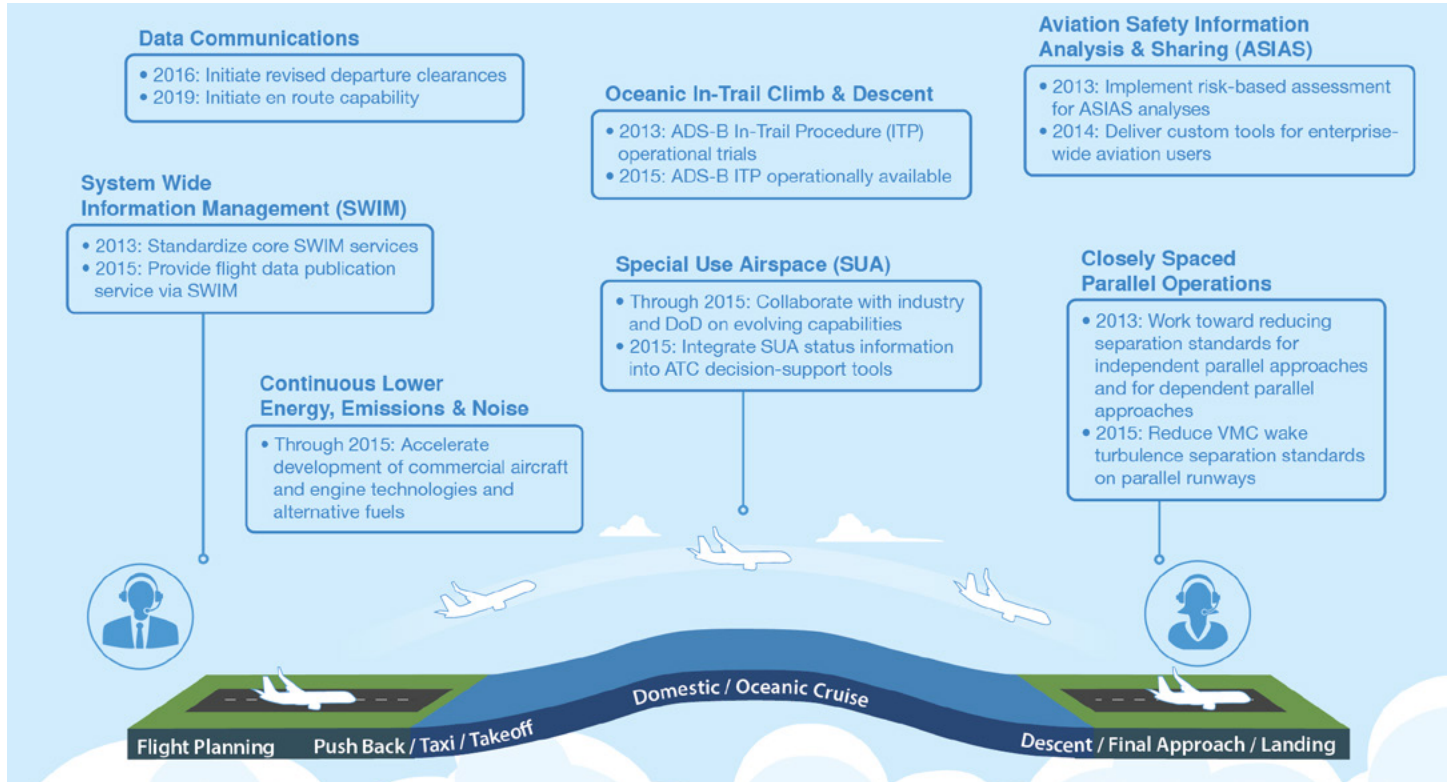 Data Communications
• 2016: Initiate revised departure clearances
• 2019: Initiate en route capability
System Wide
Information Management (SWIM)
• 2013: Standardize core SWIM services
• 2015: Provide flight data publication
service via SWIM
Continuous Lower
Energy, Emissions & Noise
• Through 2015: Accelerate
development of commercial aircraft
and engine technologies and
alternative fuels
Oceanic In-Trail Climb & Descent
• 2013: ADS-B In-Trail Procedure (ITP)
operational trials
• 2015: ADS-B ITP operationally available
Special Use Airspace (SUA)
• Through 2015: Collaborate with industry
and DoD on evolving capabilities
• 2015: Integrate SUA status information
into ATC decision-support tools
Aviation Safety Information
Analysis & Sharing (ASIAS)
• 2013: Implement risk-based assessment
for ASIAS analyses
• 2014: Deliver custom tools for enterprise-
wide aviation users
Closely Spaced
Parallel Operations
• 2013: Work toward reducing
separation standards for
independent parallel approaches
and for dependent parallel
approaches
• 2015: Reduce VMC wake
turbulence separation standards
on parallel runways
Flight Planning
Push Back / Taxi / Takeoff
Domestic / Oceanic Cruise
Descent / Final Approach / Landing